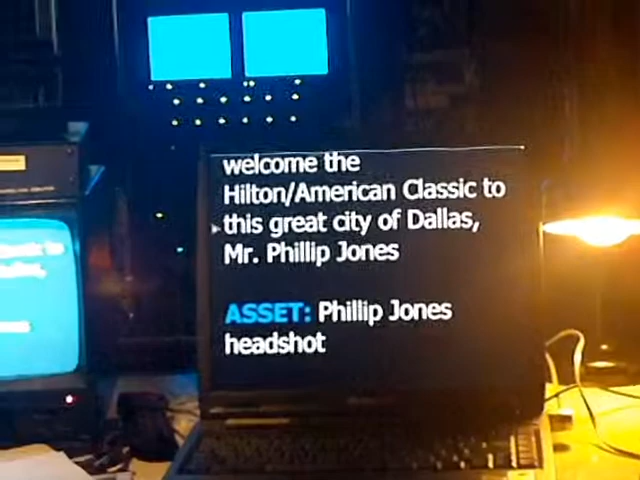 welcome the
Hilton/American Classic to
this great city of Dallas,
Mr. Phillip Jones
ASSET: Phillip Jones
headshot